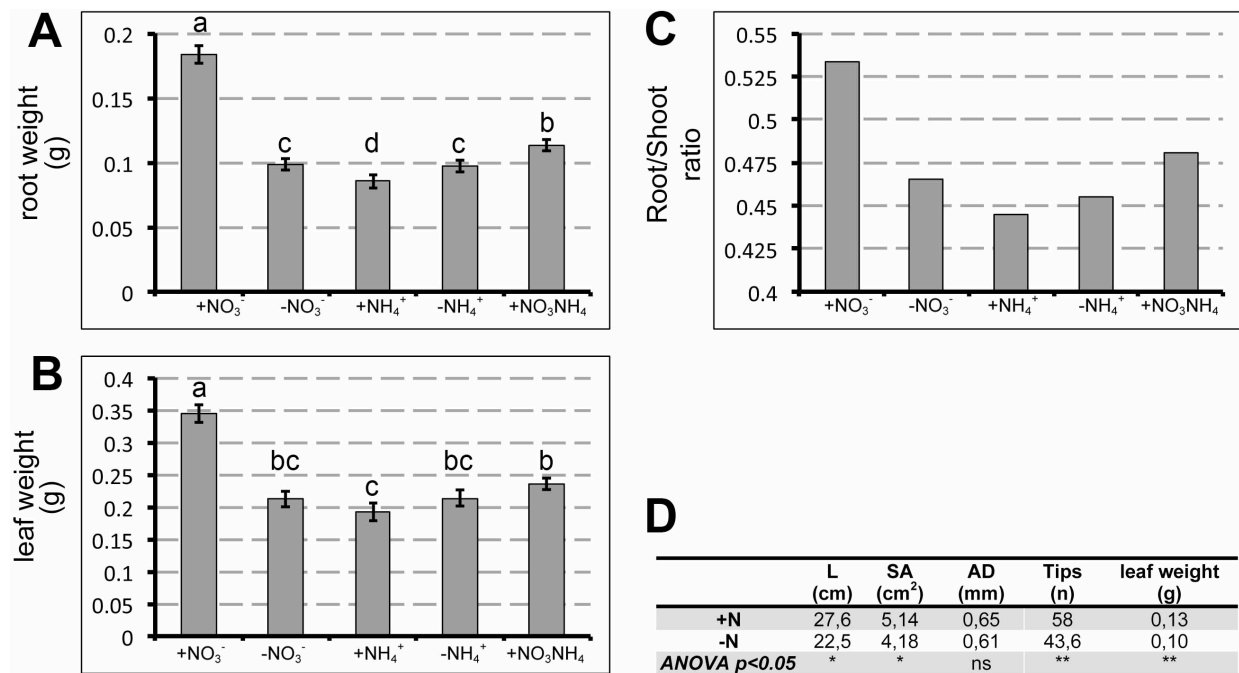 A
root weight
(g)
0.2
0.15
0.1
0.05
0
a
c
d
c
b
+NO₃⁻
-NO₃⁻
+NH₄⁺
-NH₄⁺
+NO₃NH₄
B
leaf weight
(g)
0.4
0.35
0.3
0.25
0.2
0.15
0.1
0.05
0
a
bc
c
bc
b
+NO₃⁻
-NO₃⁻
+NH₄⁺
-NH₄⁺
+NO₃NH₄
C
Root/Shoot
ratio
0.55
0.525
0.5
0.475
0.45
0.425
0.4
+NO₃⁻
-NO₃⁻
+NH₄⁺
-NH₄⁺
+NO₃NH₄
D
L SA AD Tips leaf weight
(cm) (cm²) (mm) (n) (g)
+N 27,6 5,14 0,65 58 0,13
-N 22,5 4,18 0,61 43,6 0,10
ANOVA p<0.05 * * ns ** **